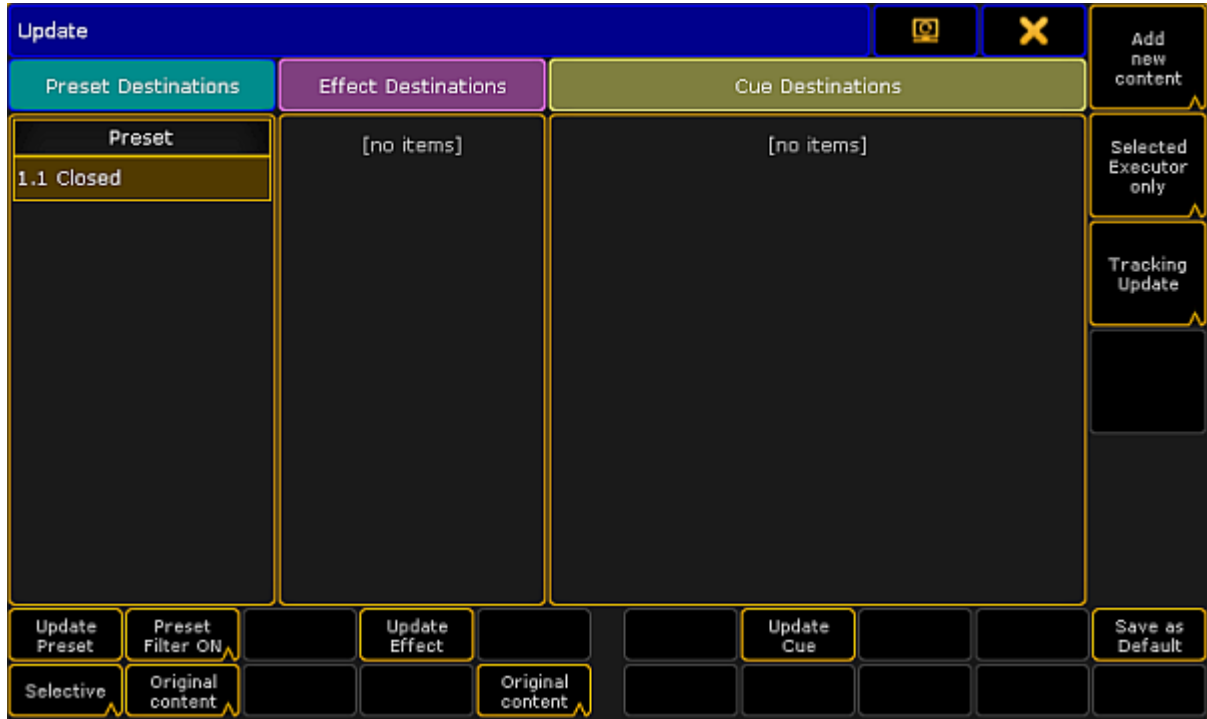 Update
Add
new
content
Preset Destinations
Effect Destinations
Cue Destinations
Preset
1.1 Closed
[no items]
[no items]
Selected
Executor
only
Tracking
Update
Update
Preset
Preset
Filter ON
Update
Effect
Update
Cue
Save as
Default
Selective
Original
content
Original
content